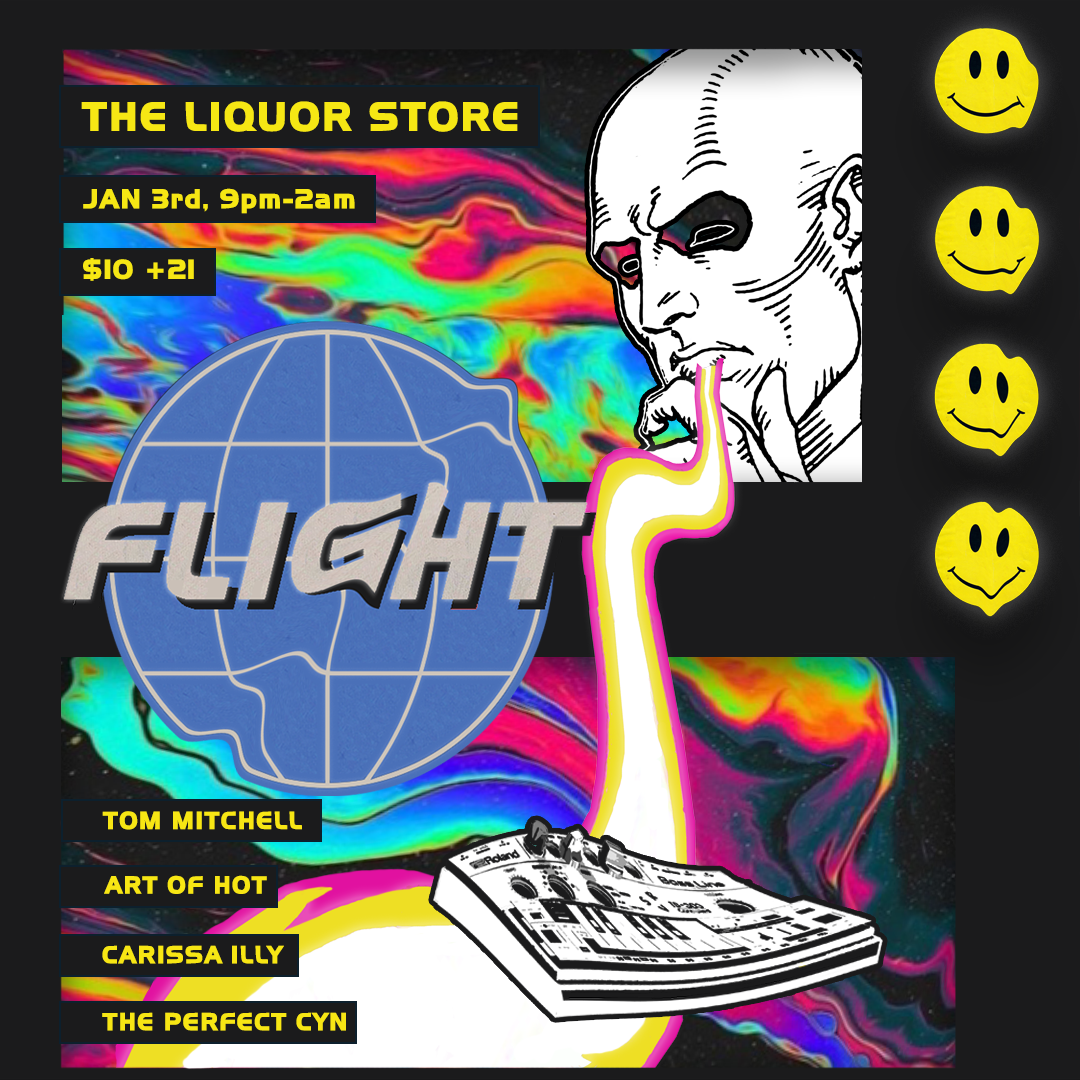 THE LIQUOR STORE
JAN 3rd, 9pm-2am
$10 +21
FLIGHT
TOM MITCHELL
ART OF HOT
CARISSA ILLY
THE PERFECT CYN
Roland
Bass Line